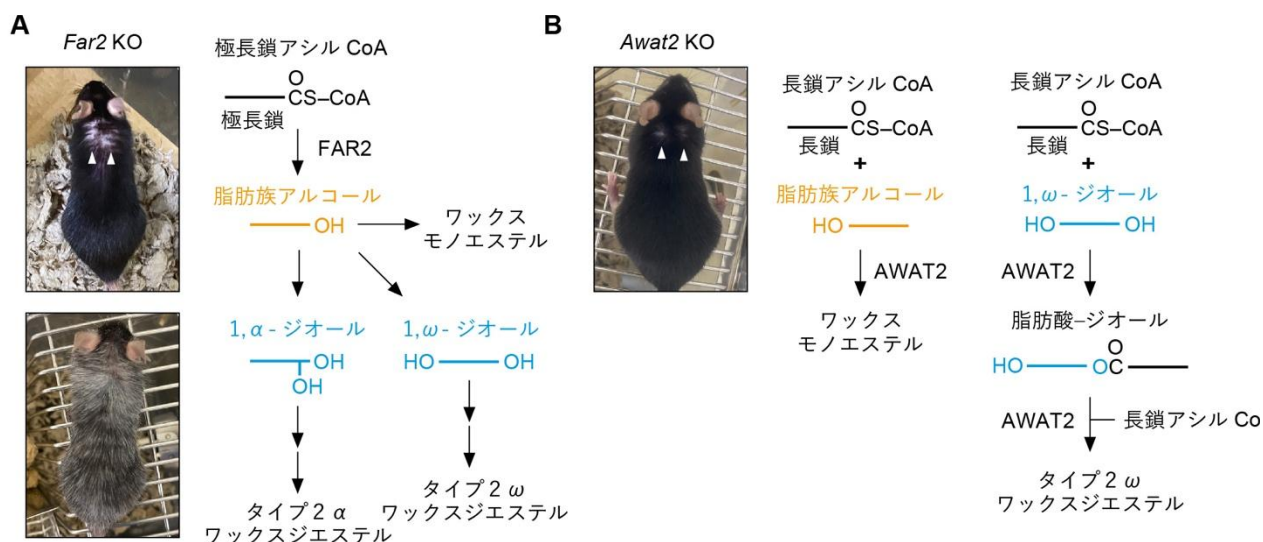 A
Far2 KO
極長鎖アシル CoA
O
CS–CoA
極長鎖
FAR2
脂肪族アルコール
OH
ワックス
モノエステル
1, α - ジオール
OH
OH
1, ω- ジオール
HO
OH
タイプ 2 α
ワックスジエステル
タイプ 2 ω
ワックスジエステル
B
Awat2 KO
長鎖アシル CoA
O
CS–CoA
長鎖
+
脂肪族アルコール
HO
AWAT2
ワックス
モノエステル
長鎖アシル CoA
O
CS–CoA
長鎖
+
1, ω- ジオール
HO
OH
AWAT2
脂肪酸–ジオール
HO
O
OC
AWAT2
長鎖アシル Co
タイプ 2 ω
ワックスジエステル